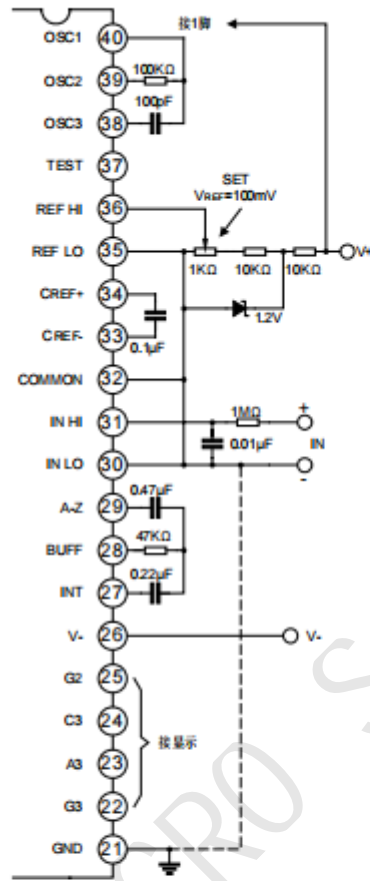 OSC1 40 接1脚
OSC2 39 100KΩ
100pF
OSC3 38
TEST 37
SET
VREF=100mV
REF HI 36
REF LO 35 1KΩ 10KΩ 10KΩ V+
CREF+ 34
1.2V
CREF- 33 0.1μF
COMMON 32
IN HI 31 1MΩ +
0.01μF IN
IN LO 30 -
0.47μF
A-Z 29
47KΩ
BUFF 28
0.22μF
INT 27
V- 26 V-
G2 25
C3 24
接显示
A3 23
G3 22
GND 21
CRO S